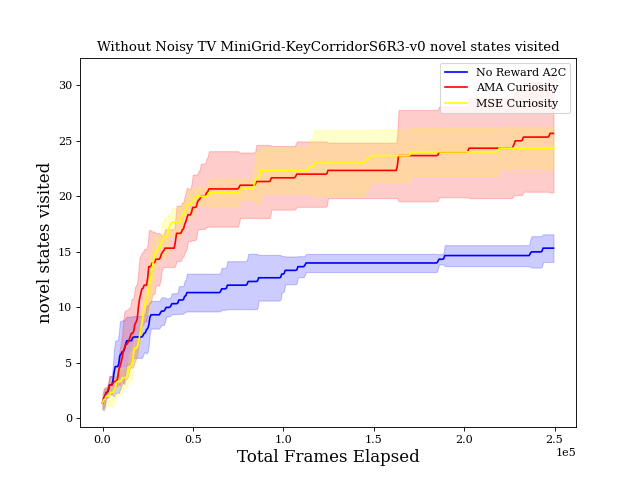 Without Noisy TV MiniGrid-KeyCorridorS6R3-v0 novel states visited
No Reward A2C
AMA Curiosity
MSE Curiosity
novel states visited
30
25
20
15
10
5
0
0.0 0.5 1.0 1.5 2.0 2.5
1e5
Total Frames Elapsed